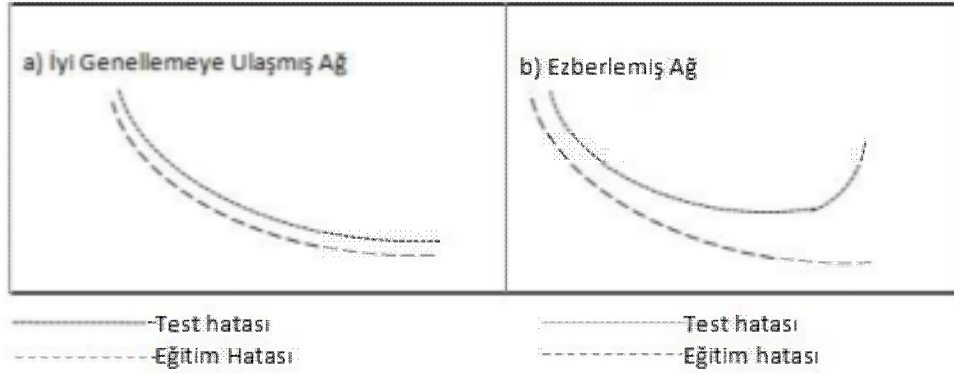 a) İyi Genellemeye Ulaşmış Ağ
b) Ezberlemiş Ağ
Test hatası
Eğitim Hatası
Test hatası
Eğitim hatası